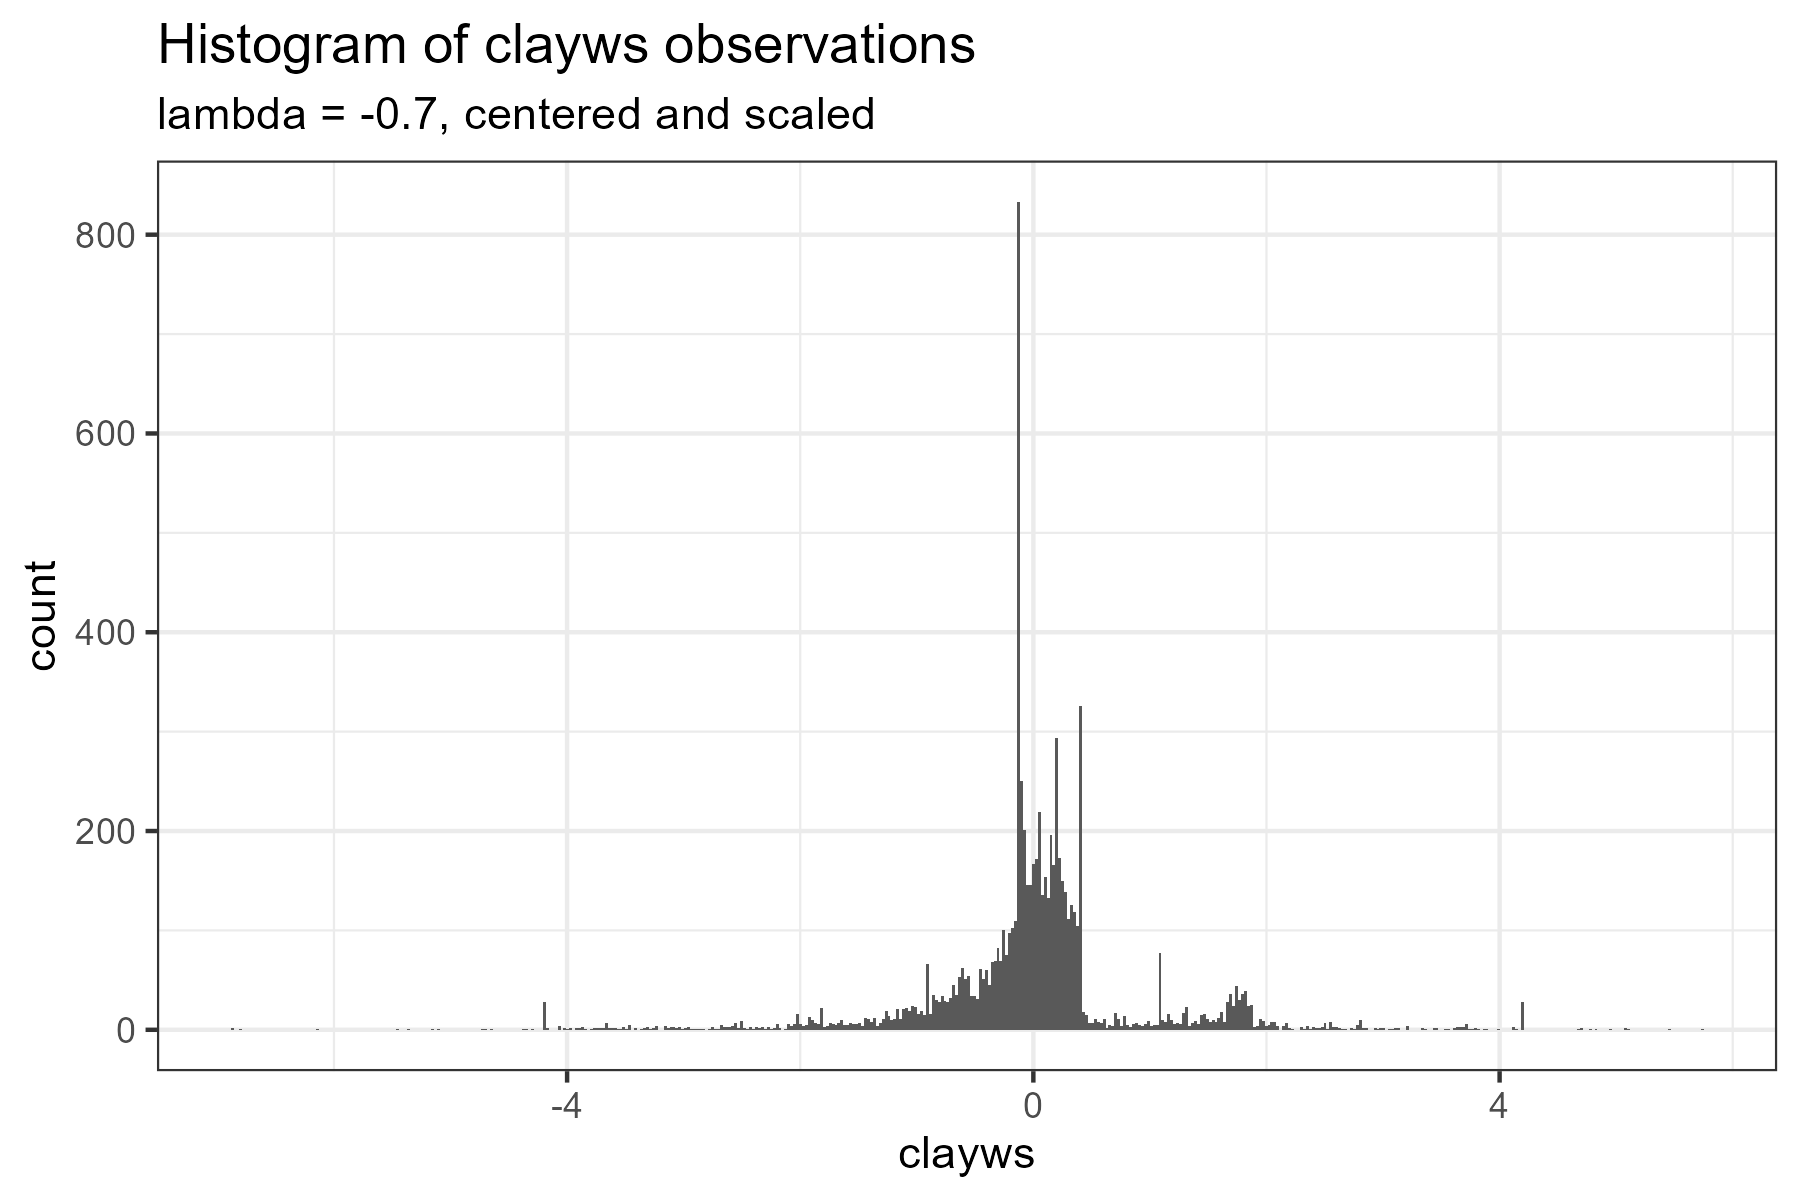 Histogram of clayws observations
lambda = -0.7, centered and scaled
800
600
400
200
0
count
-4
0
4
clayws